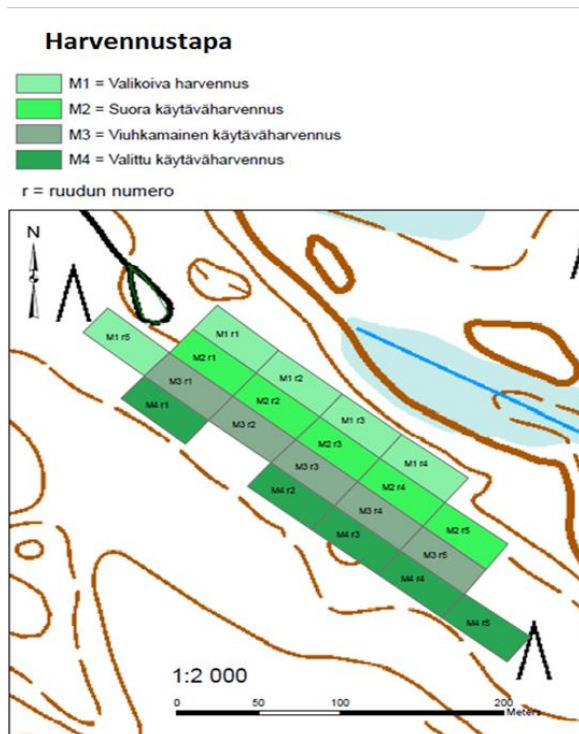 Harvennustapa
M1 = Valikoiva harvennus
M2 = Suora käytäväharvennus
M3 = Viuhkamainen käytäväharvennus
M4 = Valittu käytäväharvennus
r = ruudun numero
N
M1 r5
M1 r1
M2 r1
M1 r2
M3 r1
M2 r2
M4 r1
M1 r3
M3 r2
M2 r3
M1 r4
M3 r3
M2 r4
M4 r2
M3 r4
M2 r5
M4 r3
M3 r5
M4 r4
M4 r5
1:2 000
0 50 100 200
Meters